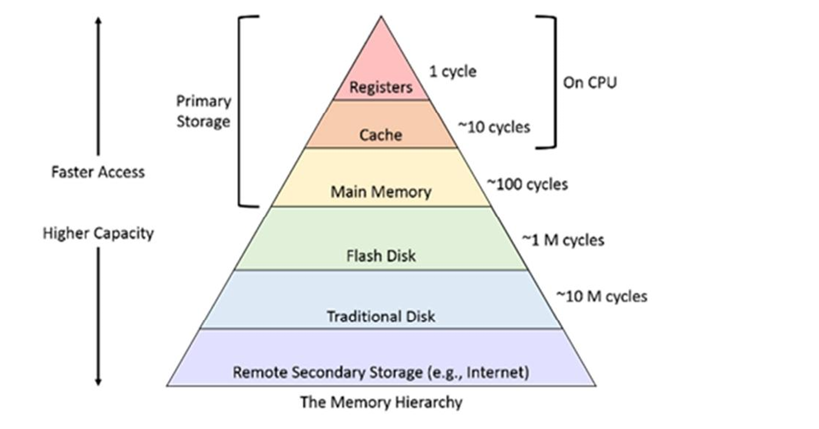 Registers
1 cycle
On CPU
Primary
Storage
Cache
~10 cycles
Faster Access
Main Memory
~100 cycles
Higher Capacity
Flash Disk
~1 M cycles
Traditional Disk
~10 M cycles
Remote Secondary Storage (e.g., Internet)
The Memory Hierarchy